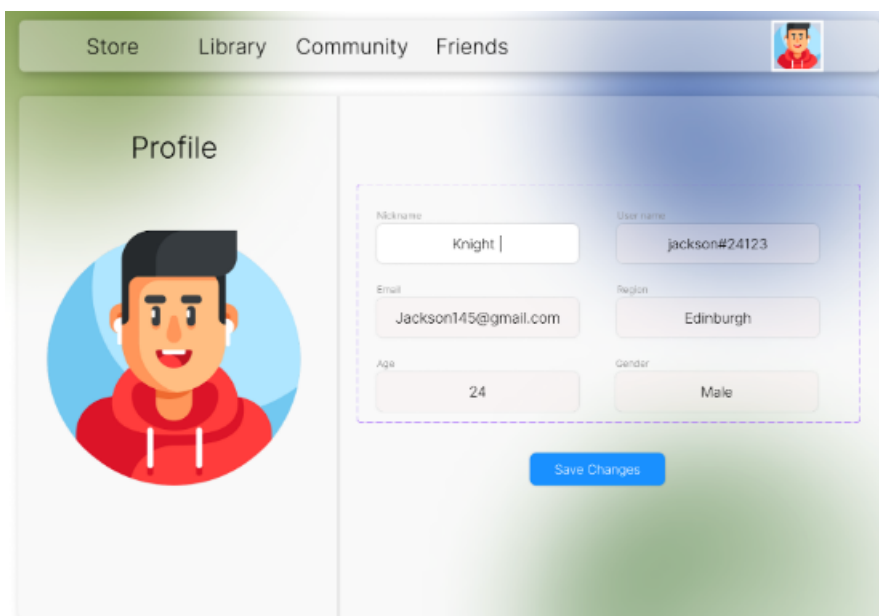 Store Library Community Friends
Profile
Nickname User name
Knight | jackson#24123
Email Region
Jackson145@gmail.com Edinburgh
Age Gender
24 Male
Save Changes